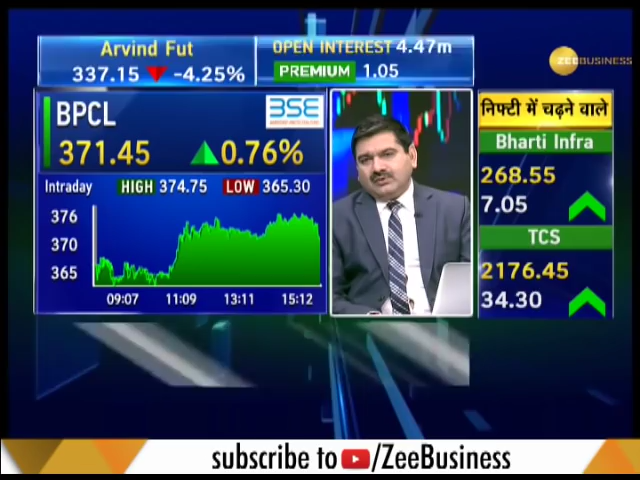 Arvind Fut
337.15 -4.25%
OPEN INTEREST 4.47m
PREMIUM 1.05
ZEEBUSINESS
BPCL
BSE
371.45 0.76%
Intraday HIGH 374.75 LOW 365.30
376
370
365
09:07 11:09 13:11 15:12
निफ्टी में चढ़ने वाले
Bharti Infra
268.55
7.05
TCS
2176.45
34.30
subscribe to /ZeeBusiness